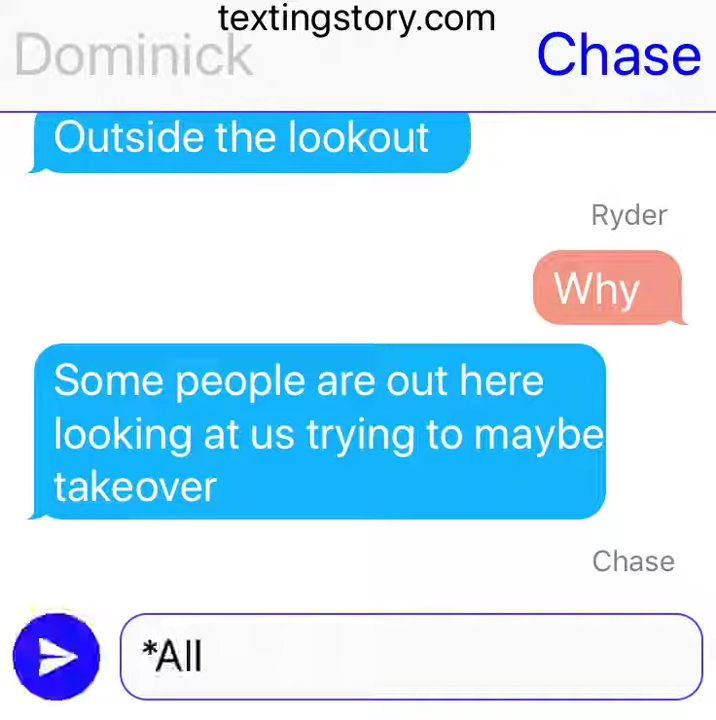 textingstory.com
Dominick Chase
Outside the lookout
Ryder
Why
Some people are out here
looking at us trying to maybe
takeover
Chase
*All